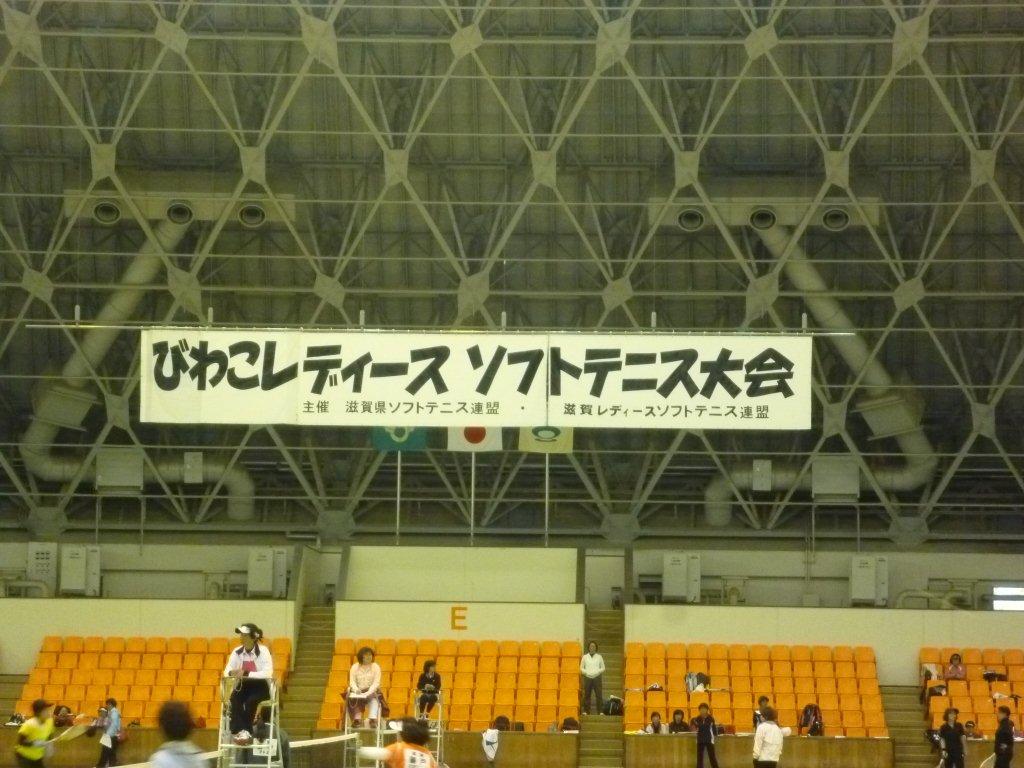 びわこレディース ソフトテニス大会
主催 滋賀県ソフトテニス連盟 ・ 滋賀レディースソフトテニス連盟
E